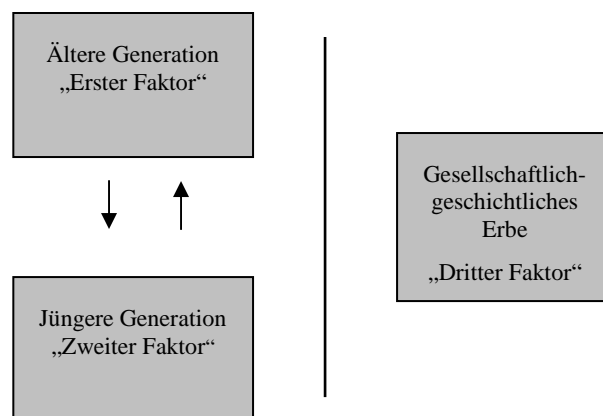 Ältere Generation
„Erster Faktor“
Gesellschaftlich-
geschichtliches
Erbe
„Dritter Faktor“
Jüngere Generation
„Zweiter Faktor“